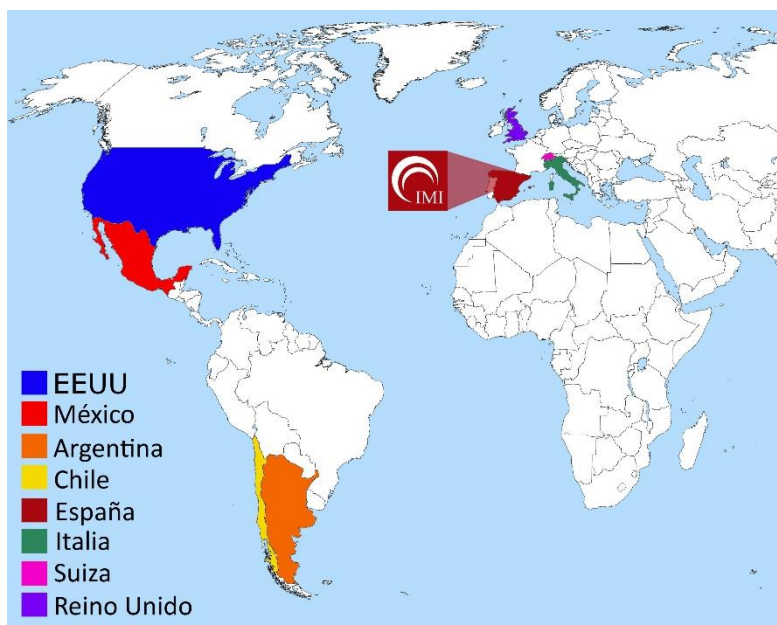 IMI
EEUU
México
Argentina
Chile
España
Italia
Suiza
Reino Unido